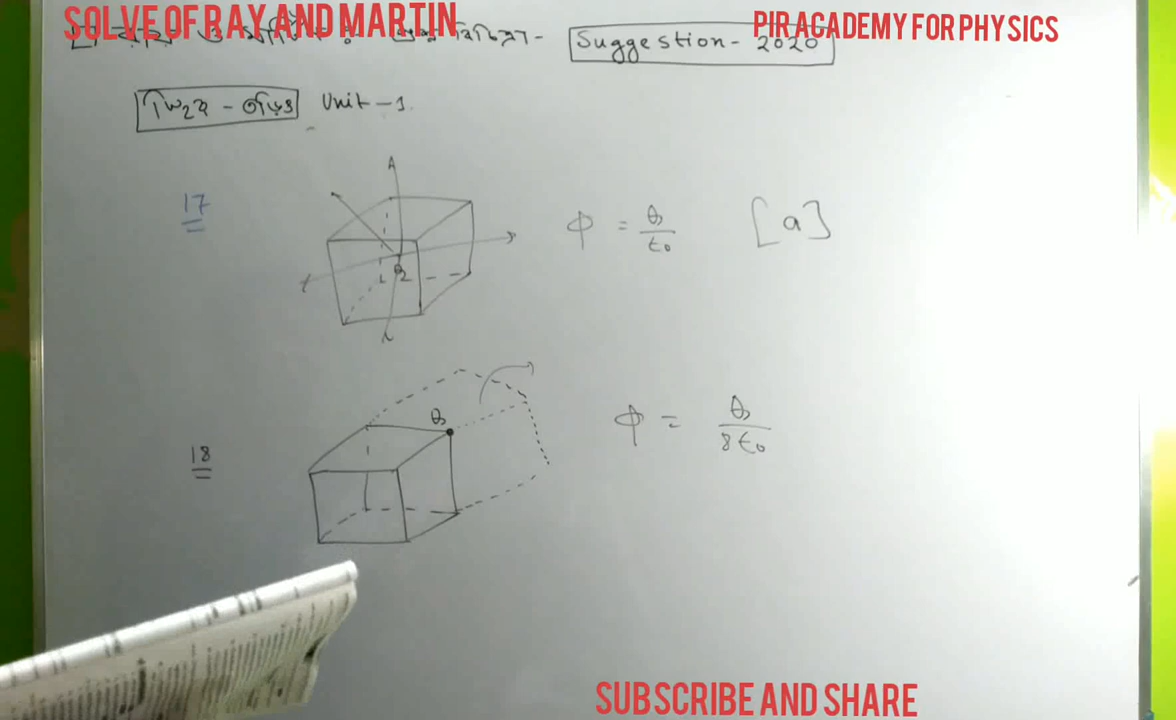 SOLVE OF RAY AND MARTIN
PIR ACADEMY FOR PHYSICS
Suggestion - 2020
Unit - 1.
17
A
φ = θ/ε₀ [a]
18
θ
φ = θ/8ε₀
SUBSCRIBE AND SHARE